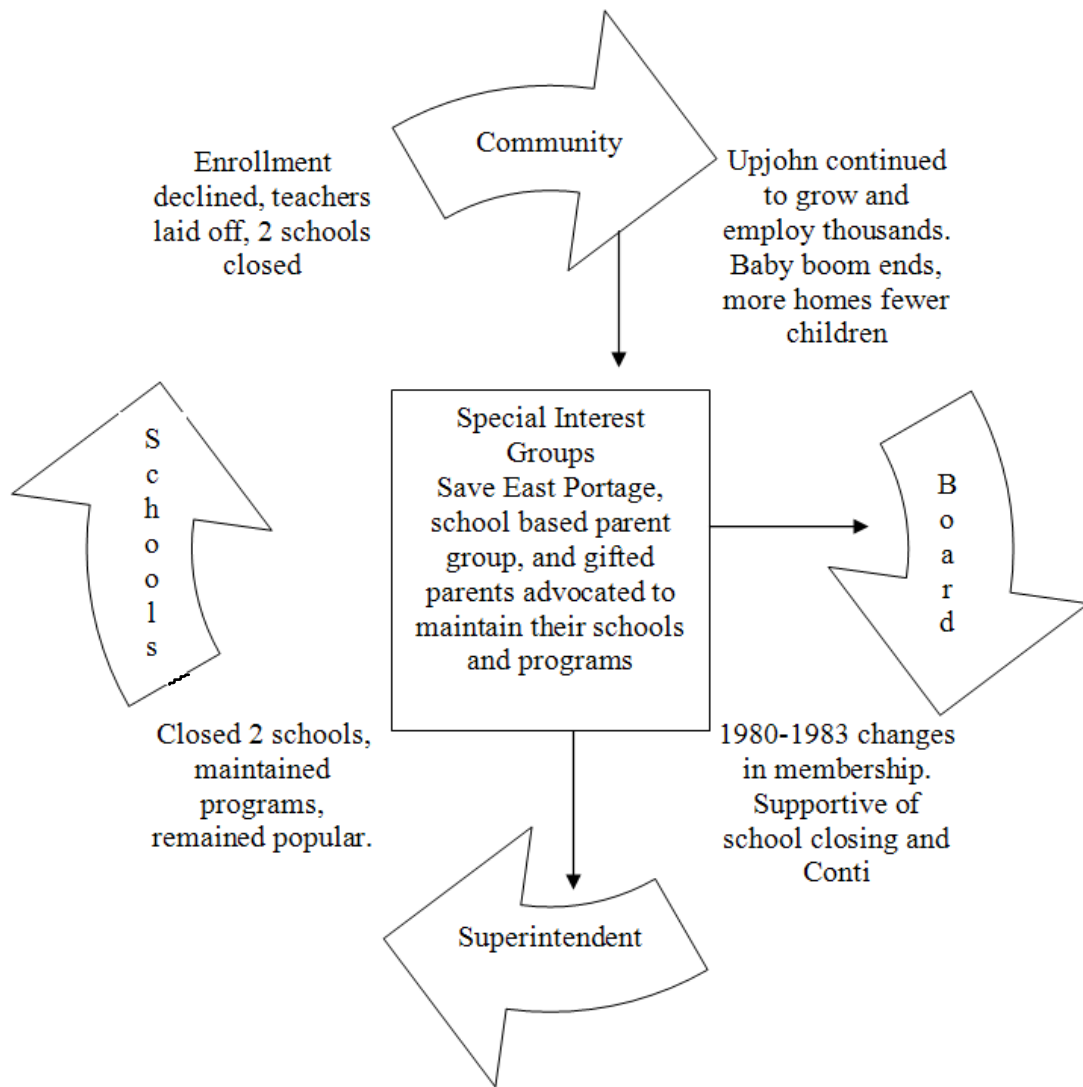 Community
Enrollment
declined, teachers
laid off, 2 schools
closed
Upjohn continued
to grow and
employ thousands.
Baby boom ends,
more homes fewer
children
Schools
Special Interest
Groups
Save East Portage,
school based parent
group, and gifted
parents advocated to
maintain their schools
and programs
Board
Closed 2 schools,
maintained
programs,
remained popular.
1980-1983 changes
in membership.
Supportive of
school closing and
Conti
Superintendent